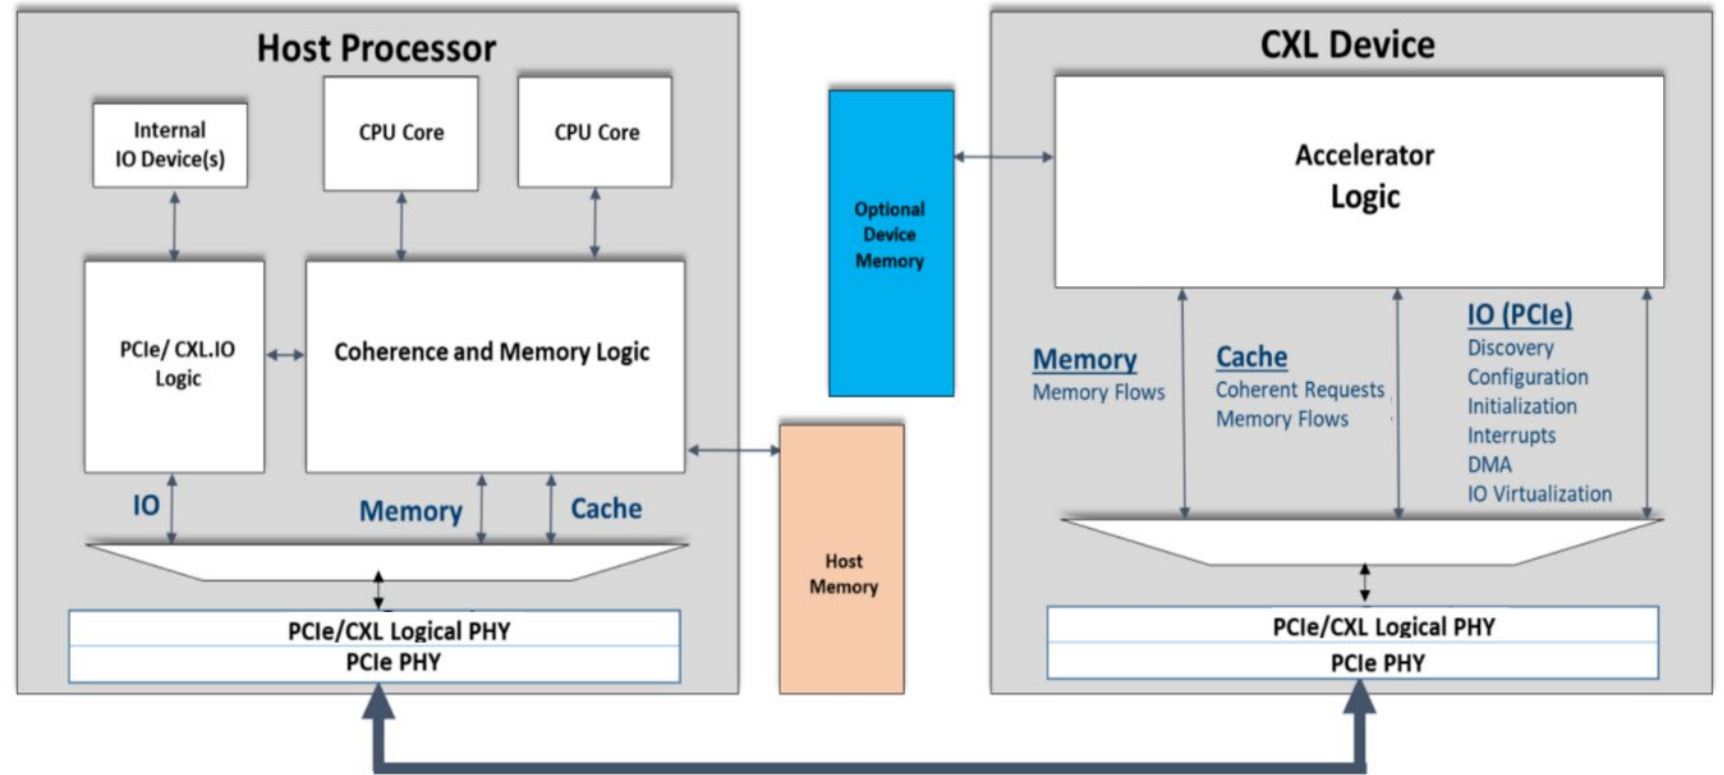 Host Processor
Internal
IO Device(s)
CPU Core
CPU Core
PCIe/ CXL.IO
Logic
Coherence and Memory Logic
IO
Memory
Cache
PCIe/CXL Logical PHY
PCIe PHY
Optional
Device
Memory
Host
Memory
CXL Device
Accelerator
Logic
Memory
Memory Flows
Cache
Coherent Requests
Memory Flows
IO (PCIe)
Discovery
Configuration
Initialization
Interrupts
DMA
IO Virtualization
PCIe/CXL Logical PHY
PCIe PHY